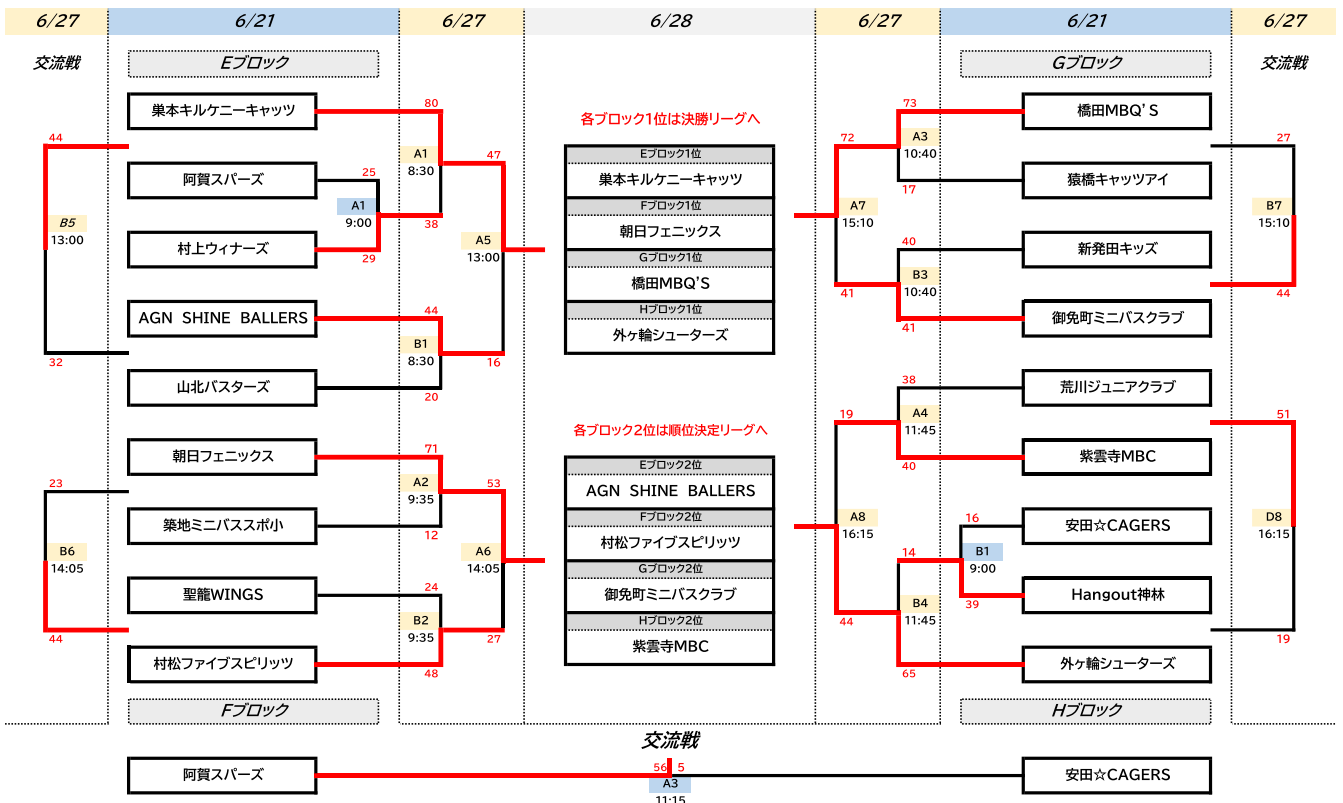 6/27 6/21 6/27 6/28 6/27 6/21 6/27
交流戦 Eブロック Gブロック 交流戦
巣本キルケニーキャッツ 80 各ブロック1位は決勝リーグへ 73 橋田MBQ'S
44 A1 8:30 47 72 A3 10:40 27
阿賀スパーズ 25 17 猿橋キャッツアイ
A1 9:00 38
村上ウィナーズ 29
B5 13:00 A5 13:00 A7 15:10 B7 15:10
Eブロック1位
巣本キルケニーキャッツ
Fブロック1位
朝日フェニックス
Gブロック1位
橋田MBQ'S
Hブロック1位
外ヶ輪シューターズ
40 新発田キッズ
41 B3 10:40 44
41 御免町ミニバスクラブ
AGN SHINE BALLERS 44
32 B1 8:30 16
山北バスターズ 20
38 荒川ジュニアクラブ
19 A4 11:45 51
40 紫雲寺MBC
各ブロック2位は順位決定リーグへ
Eブロック2位
AGN SHINE BALLERS
Fブロック2位
村松ファイブスピリッツ
Gブロック2位
御免町ミニバスクラブ
Hブロック2位
紫雲寺MBC
朝日フェニックス 71
23 A2 9:35 53
築地ミニバススポ小 12
B6 14:05 A6 14:05 A8 16:15 D8 16:15
16 安田☆CAGERS
14 B1 9:00
39 Hangout神林
聖籠WINGS 24
44 B2 9:35 27
村松ファイブスピリッツ 48
44 B4 11:45 19
65 外ヶ輪シューターズ
Fブロック Hブロック
交流戦
阿賀スパーズ 56 5 安田☆CAGERS
A3
11:15